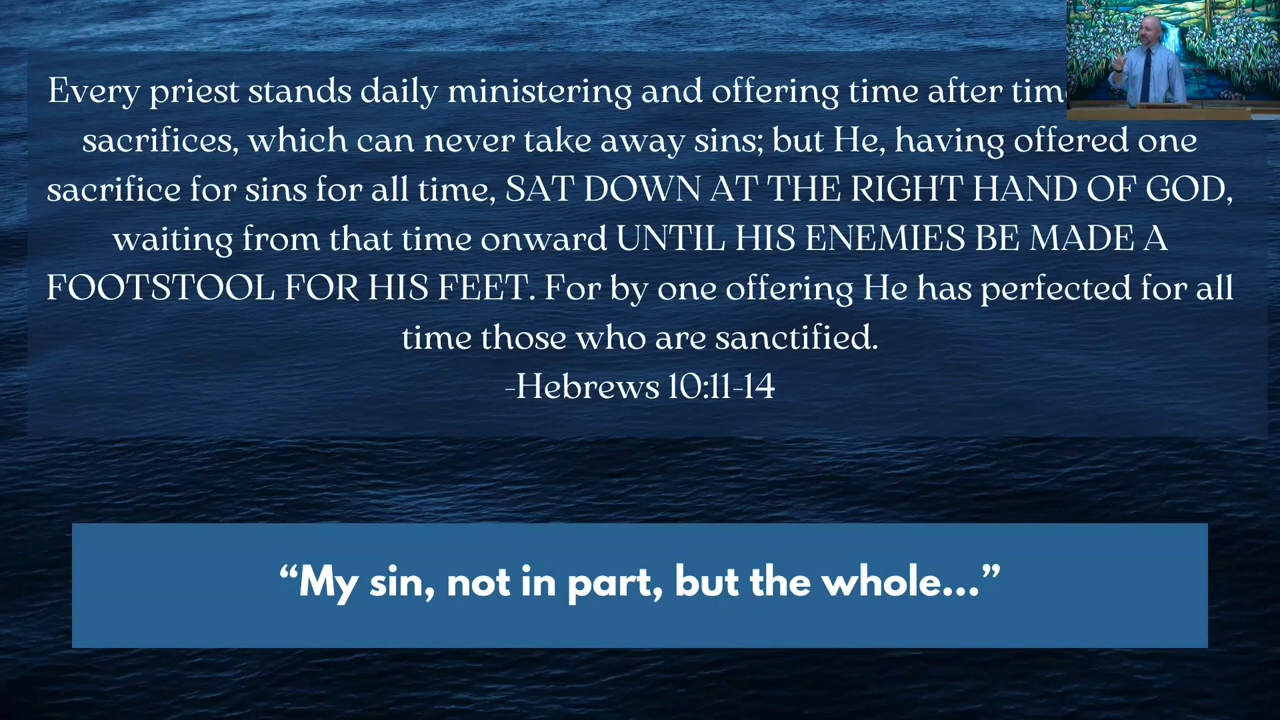 Every priest stands daily ministering and offering time after
sacrifices, which can never take away sins; but He, having offered one
sacrifice for sins for all time, SAT DOWN AT THE RIGHT HAND OF GOD,
waiting from that time onward UNTIL HIS ENEMIES BE MADE A
FOOTSTOOL FOR HIS FEET. For by one offering He has perfected for all
time those who are sanctified.
-Hebrews 10:11-14
“My sin, not in part, but the whole...”